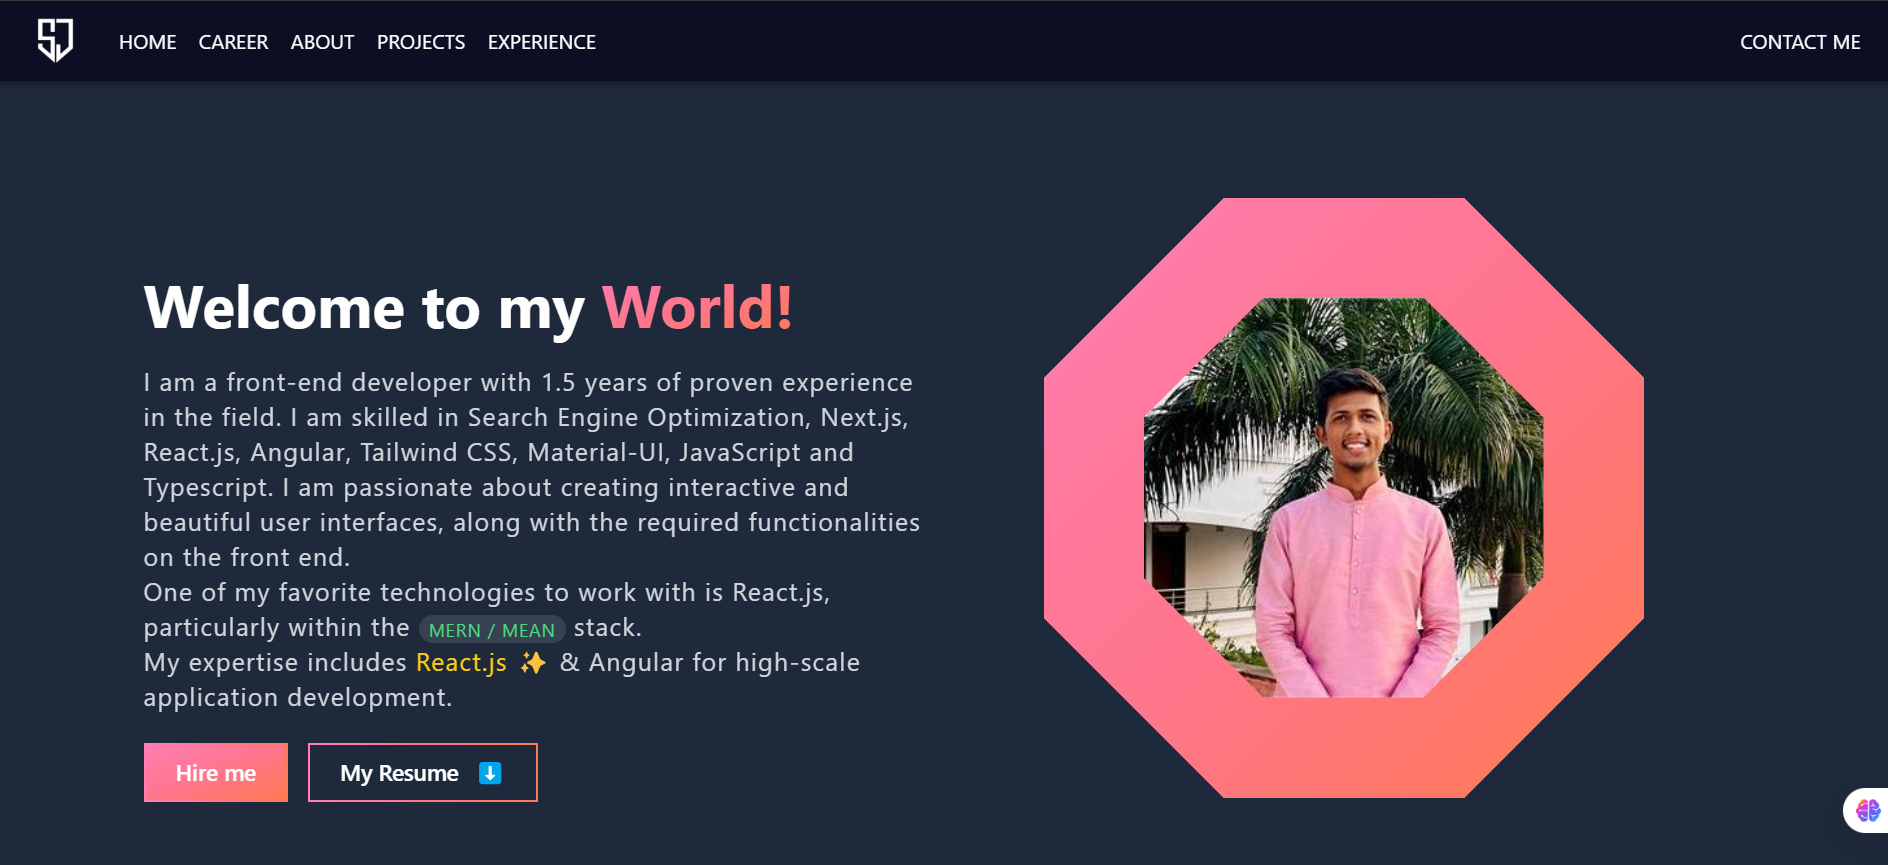 SJ
HOME CAREER ABOUT PROJECTS EXPERIENCE CONTACT ME
Welcome to my World!
I am a front-end developer with 1.5 years of proven experience
in the field. I am skilled in Search Engine Optimization, Next.js,
React.js, Angular, Tailwind CSS, Material-UI, JavaScript and
Typescript. I am passionate about creating interactive and
beautiful user interfaces, along with the required functionalities
on the front end.
One of my favorite technologies to work with is React.js,
particularly within the MERN / MEAN stack.
My expertise includes React.js ✨ & Angular for high-scale
application development.
Hire me My Resume ⬇️